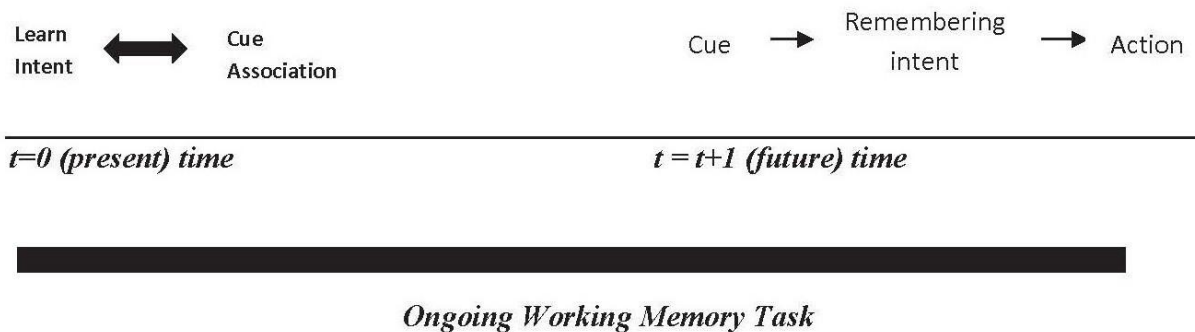 Learn Intent
Cue Association
Cue
Remembering intent
Action
t=0 (present) time
t = t+1 (future) time
Ongoing Working Memory Task